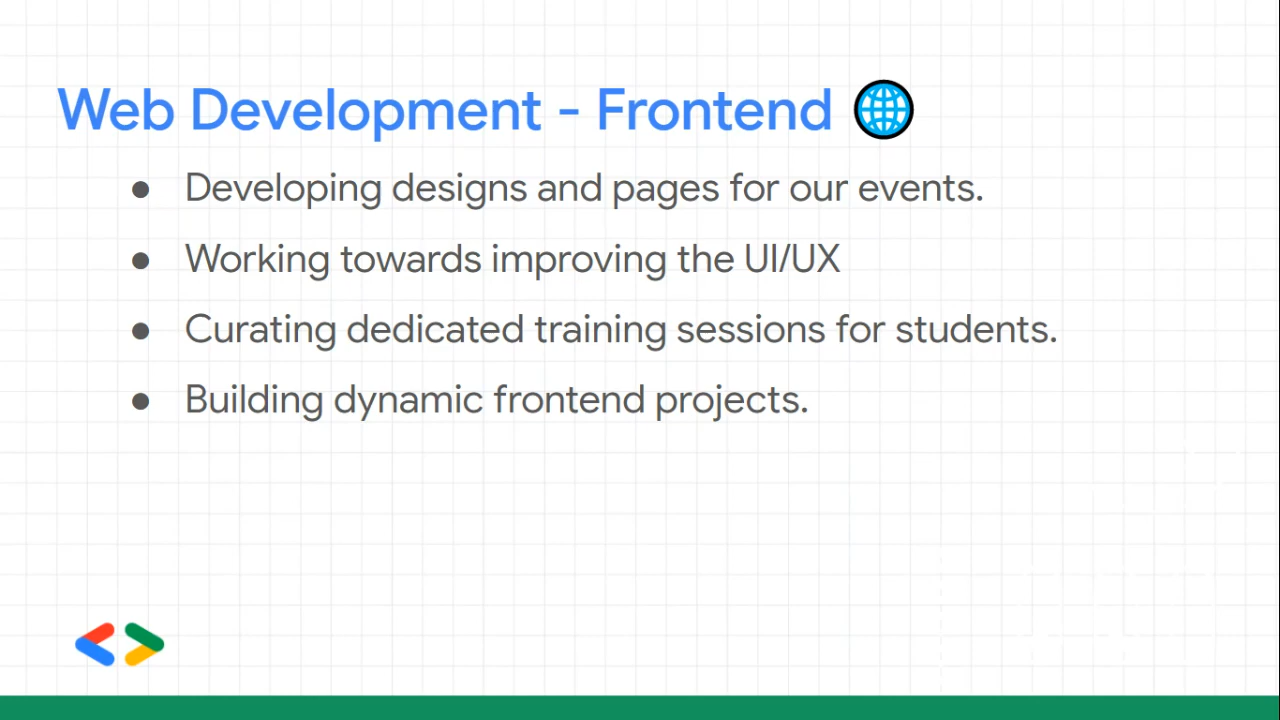 Web Development - Frontend 🌐
● Developing designs and pages for our events.
● Working towards improving the UI/UX
● Curating dedicated training sessions for students.
● Building dynamic frontend projects.